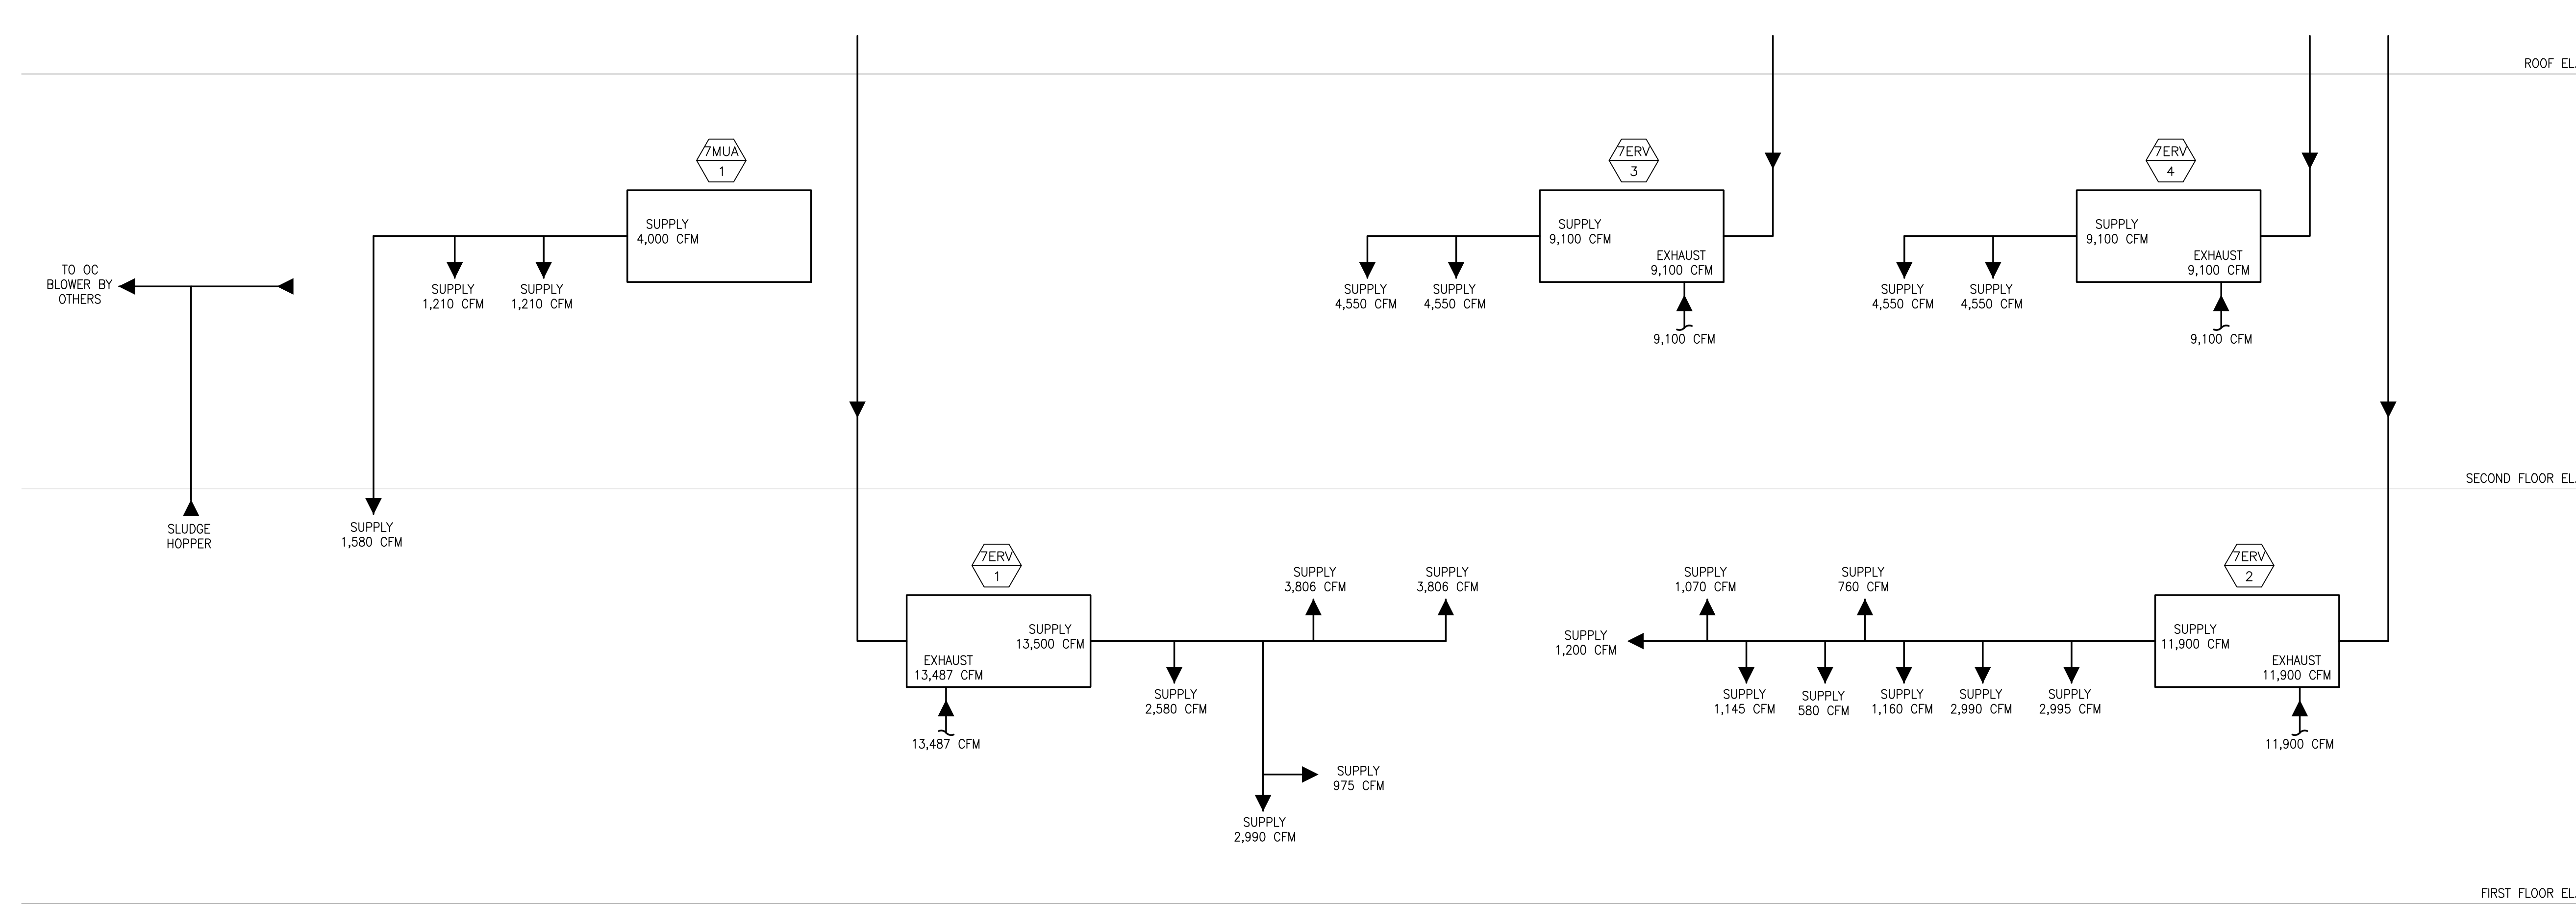 ROOF EL.
7MUA
1
7ERV
3
7ERV
4
SUPPLY
4,000 CFM
SUPPLY
9,100 CFM
EXHAUST
9,100 CFM
SUPPLY
9,100 CFM
EXHAUST
9,100 CFM
TO OC
BLOWER BY
OTHERS
SUPPLY
1,210 CFM
SUPPLY
1,210 CFM
SUPPLY
4,550 CFM
SUPPLY
4,550 CFM
9,100 CFM
SUPPLY
4,550 CFM
SUPPLY
4,550 CFM
9,100 CFM
SECOND FLOOR EL.
SLUDGE
HOPPER
SUPPLY
1,580 CFM
7ERV
1
SUPPLY
13,500 CFM
EXHAUST
13,487 CFM
13,487 CFM
SUPPLY
3,806 CFM
SUPPLY
3,806 CFM
SUPPLY
2,580 CFM
SUPPLY
975 CFM
SUPPLY
2,990 CFM
SUPPLY
1,070 CFM
SUPPLY
760 CFM
SUPPLY
1,200 CFM
SUPPLY
1,145 CFM
SUPPLY
580 CFM
SUPPLY
1,160 CFM
SUPPLY
2,990 CFM
SUPPLY
2,995 CFM
7ERV
2
SUPPLY
11,900 CFM
EXHAUST
11,900 CFM
11,900 CFM
FIRST FLOOR EL.